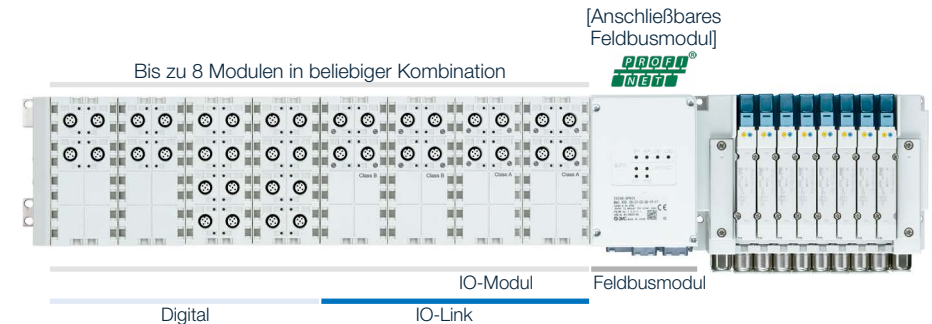 [Anschließbares
Feldbusmodul]
PROFI
NET
Bis zu 8 Modulen in beliebiger Kombination
Class B
Class B
Class A
Class A
IO-Modul
Feldbusmodul
Digital
IO-Link